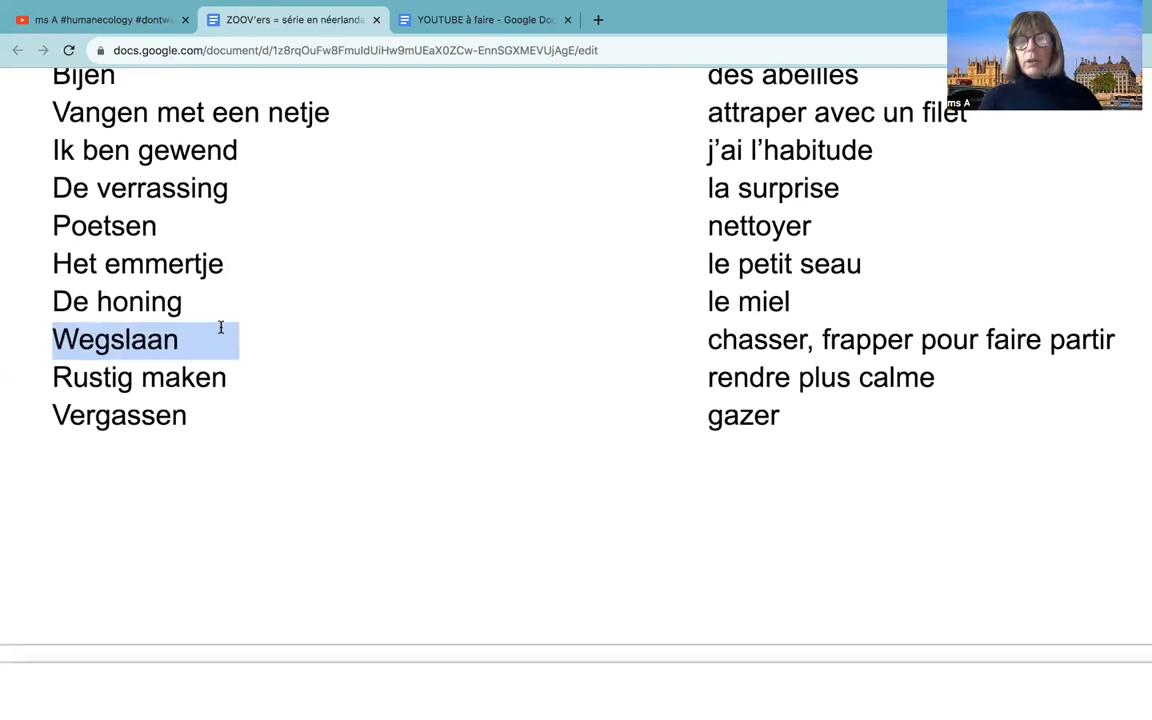 ms A #humanecology #dontwa
ZOOV'ers = série en néerlanda
YOUTUBE à faire - Google Doc
docs.google.com/document/d/1z8rqOuFw8FmuIdUiHw9mUEaX0ZCw-EnnSGXMEVUjAgE/edit
ms A
Bijen des abeilles
Vangen met een netje attraper avec un filet
Ik ben gewend j'ai l'habitude
De verrassing la surprise
Poetsen nettoyer
Het emmertje le petit seau
De honing le miel
Wegslaan chasser, frapper pour faire partir
Rustig maken rendre plus calme
Vergassen gazer